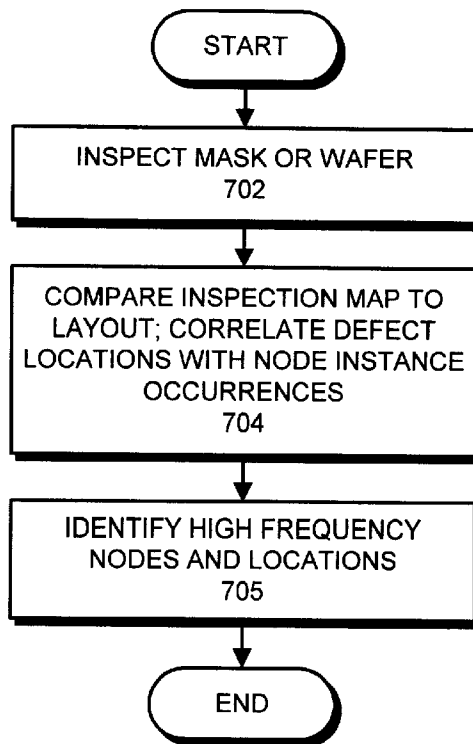 START
INSPECT MASK OR WAFER
702
COMPARE INSPECTION MAP TO
LAYOUT; CORRELATE DEFECT
LOCATIONS WITH NODE INSTANCE
OCCURRENCES
704
IDENTIFY HIGH FREQUENCY
NODES AND LOCATIONS
705
END